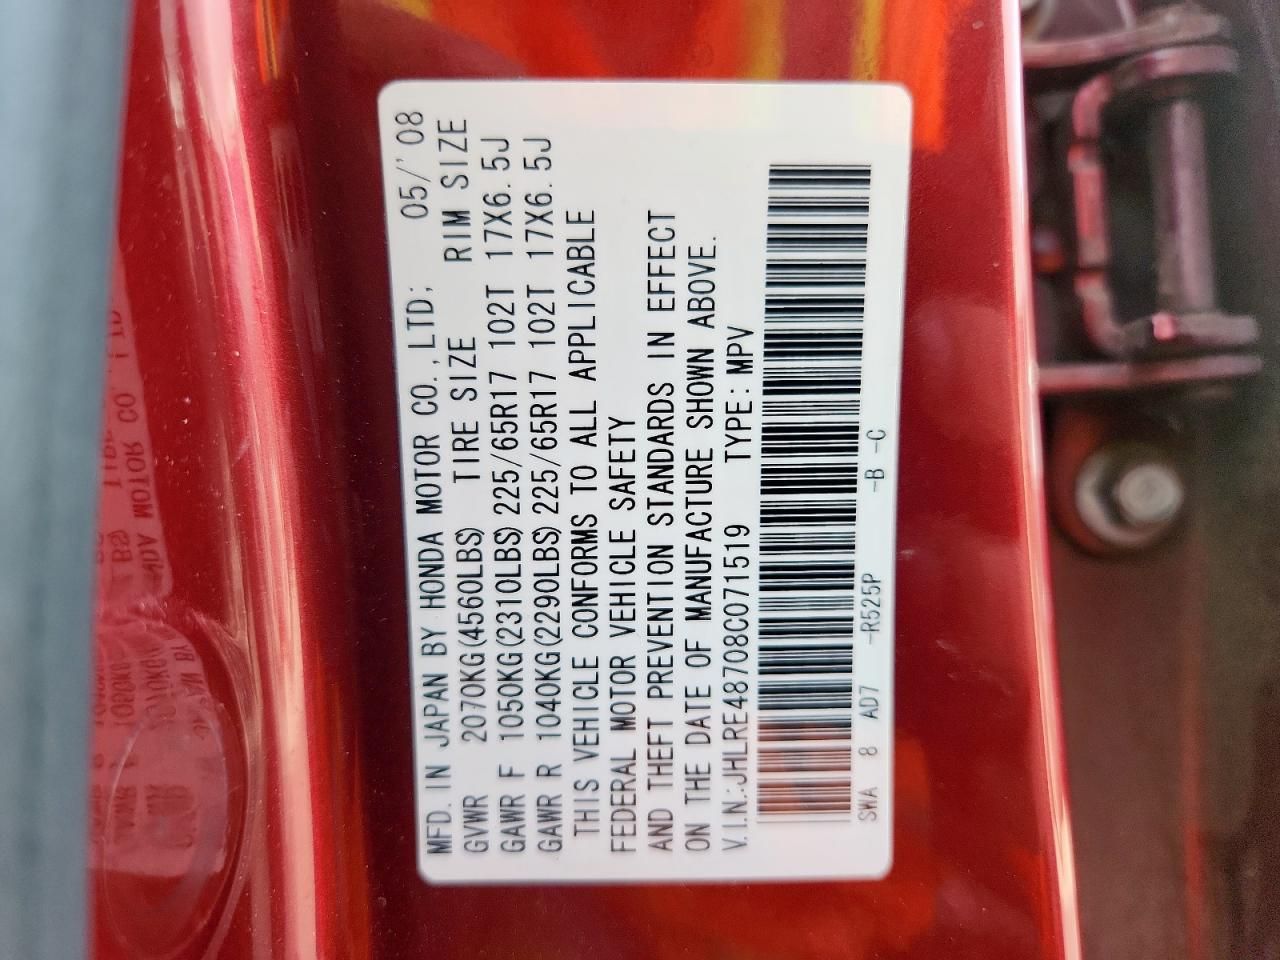 MFD. IN JAPAN BY HONDA MOTOR CO.,LTD; 05/'08
GVWR 2070KG(4560LBS) TIRE SIZE RIM SIZE
GAWR F 1050KG(2310LBS) 225/65R17 102T 17X6.5J
GAWR R 1040KG(2290LBS) 225/65R17 102T 17X6.5J
THIS VEHICLE CONFORMS TO ALL APPLICABLE
FEDERAL MOTOR VEHICLE SAFETY
AND THEFT PREVENTION STANDARDS IN EFFECT
ON THE DATE OF MANUFACTURE SHOWN ABOVE.
V.I.N.:JHLRE48708C071519 TYPE:MPV
SWA 8 AD7 -R525P -B -C